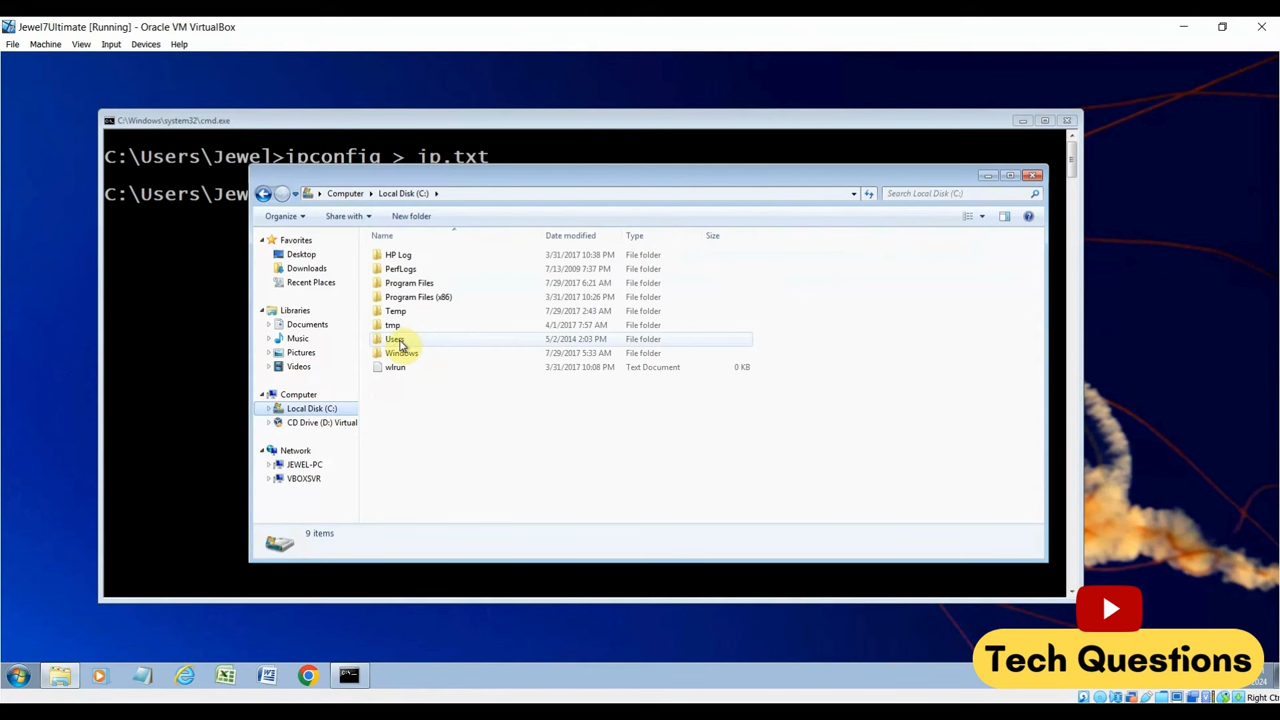 Jewel7Ultimate [Running] - Oracle VM VirtualBox
File Machine View Input Devices Help
C:\Windows\system32\cmd.exe
C:\Users\Jewel>ipconfig > ip.txt
C:\Users\Jew
Computer Local Disk (C:)
Search Local Disk (C:)
Organize Share with New folder
Name Date modified Type Size
Favorites
Desktop
Downloads
Recent Places
Libraries
Documents
Music
Pictures
Videos
Computer
Local Disk (C:)
CD Drive (D:) Virtual
Network
JEWEL-PC
VBOXSVR
HP Log 3/31/2017 10:38 PM File folder
PerfLogs 7/13/2009 7:37 PM File folder
Program Files 7/29/2017 6:21 AM File folder
Program Files (x86) 3/31/2017 10:26 PM File folder
Temp 7/29/2017 2:43 AM File folder
tmp 4/1/2017 7:57 AM File folder
Users 5/2/2014 2:03 PM File folder
Windows 7/29/2017 5:33 AM File folder
wlrun 3/31/2017 10:08 PM Text Document 0 KB
9 items
Tech Questions
Right Ctr